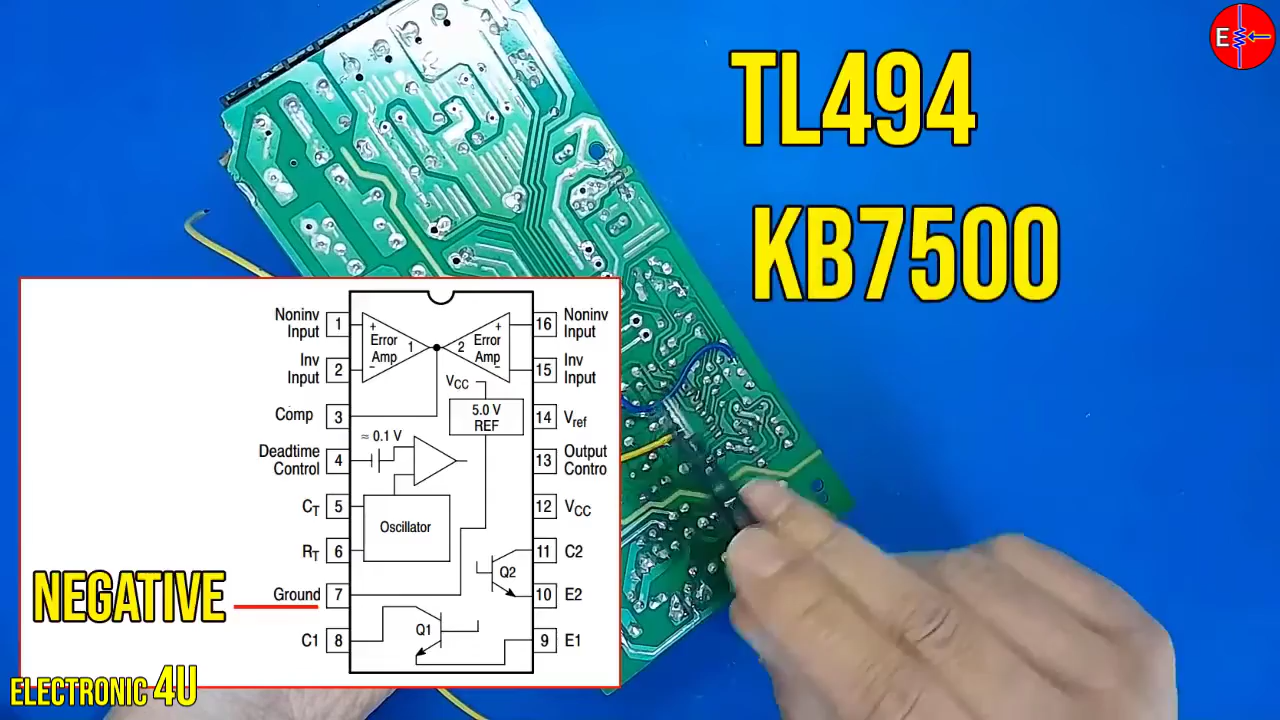 E
TL494
KB7500
Noninv
Input
1
+
Error
Amp
1
−
2
+
Error
Amp
−
16
Noninv
Input
Inv
Input
2
15
Inv
Input
VCC
Comp
3
5.0 V
REF
14
Vref
≈ 0.1 V
Deadtime
Control
4
13
Output
Contro
CT
5
Oscillator
12
VCC
RT
6
11
C2
Q2
NEGATIVE
Ground
7
10
E2
C1
8
Q1
9
E1
ELECTRONIC 4U